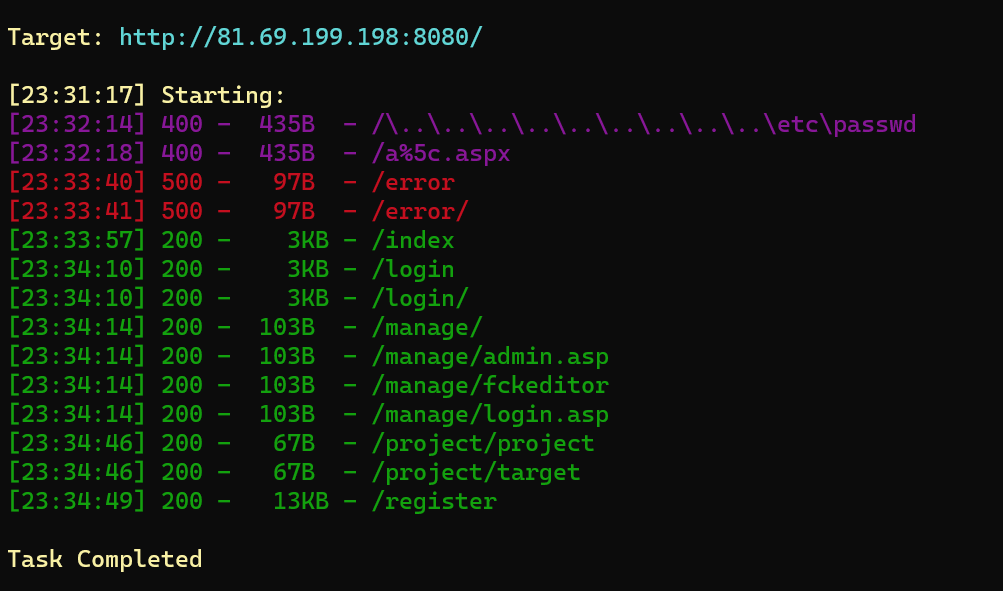 Target: http://81.69.199.198:8080/
[23:31:17] Starting:
[23:32:14] 400 -  435B  - /\..\..\..\..\..\..\..\..\..\etc\passwd
[23:32:18] 400 -  435B  - /a%5c.aspx
[23:33:40] 500 -   97B  - /error
[23:33:41] 500 -   97B  - /error/
[23:33:57] 200 -    3KB - /index
[23:34:10] 200 -    3KB - /login
[23:34:10] 200 -    3KB - /login/
[23:34:14] 200 -  103B  - /manage/
[23:34:14] 200 -  103B  - /manage/admin.asp
[23:34:14] 200 -  103B  - /manage/fckeditor
[23:34:14] 200 -  103B  - /manage/login.asp
[23:34:46] 200 -   67B  - /project/project
[23:34:46] 200 -   67B  - /project/target
[23:34:49] 200 -   13KB - /register
Task Completed